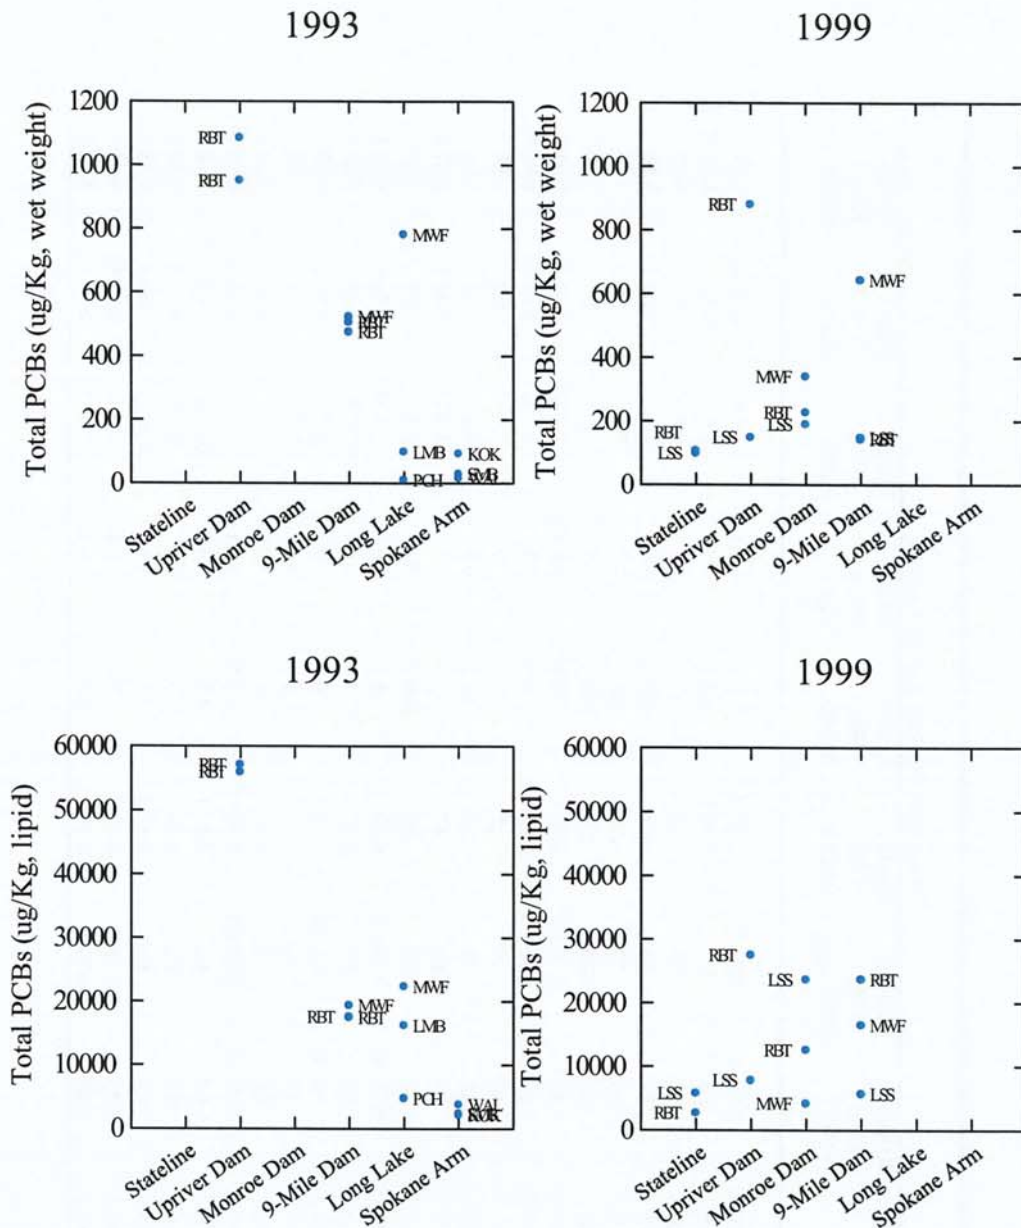 1993
1999
Total PCBs (ug/Kg, wet weight)
1200
1000
800
600
400
200
0
RBT
RBT
MWF
MWF
RBT
RBT
LMB
PCH
KOK
SMB
Stateline
Upriver Dam
Monroe Dam
9-Mile Dam
Long Lake
Spokane Arm
Total PCBs (ug/Kg, wet weight)
1200
1000
800
600
400
200
0
RBT
LSS
RBT
LSS
MWF
RBT
LSS
MWF
Stateline
Upriver Dam
Monroe Dam
9-Mile Dam
Long Lake
Spokane Arm
1993
1999
Total PCBs (ug/Kg, lipid)
60000
50000
40000
30000
20000
10000
0
RBT
RBT
MWF
RBT
RBT
MWF
LMB
PCH
WAL
Stateline
Upriver Dam
Monroe Dam
9-Mile Dam
Long Lake
Spokane Arm
Total PCBs (ug/Kg, lipid)
60000
50000
40000
30000
20000
10000
0
LSS
RBT
RBT
LSS
LSS
RBT
MWF
RBT
MWF
LSS
Stateline
Upriver Dam
Monroe Dam
9-Mile Dam
Long Lake
Spokane Arm